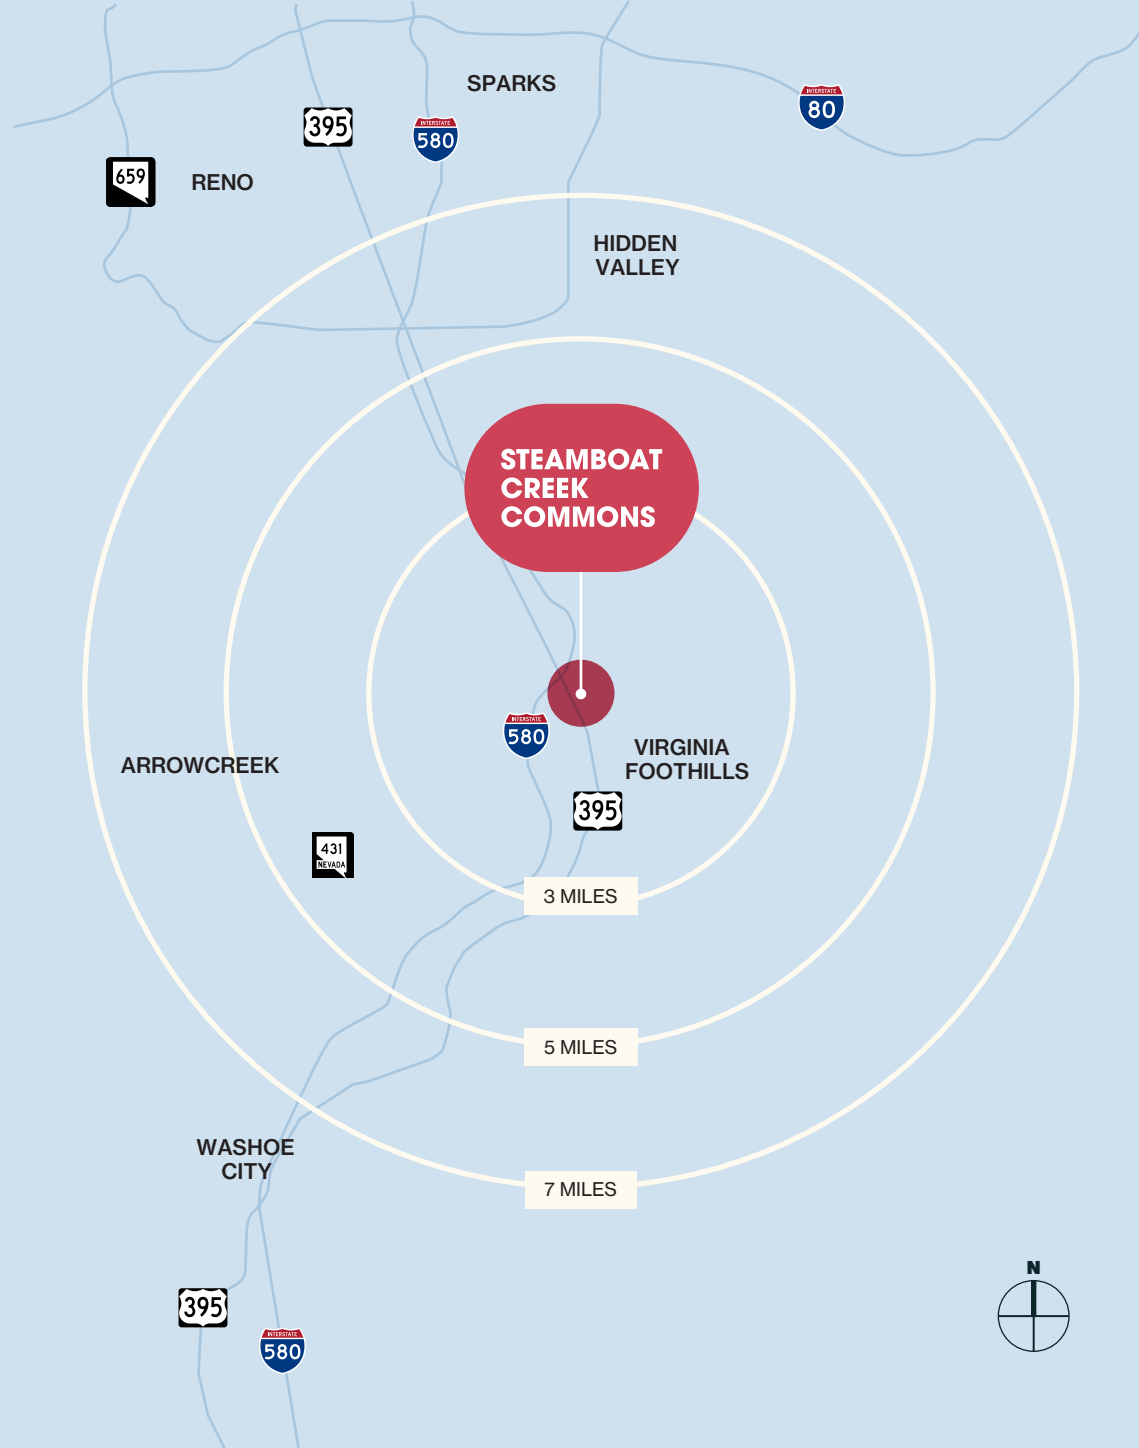 SPARKS
INTERSTATE
80
395
INTERSTATE
580
659
RENO
HIDDEN
VALLEY
STEAMBOAT
CREEK
COMMONS
INTERSTATE
580
VIRGINIA
FOOTHILLS
ARROWCREEK
395
431
NEVADA
3 MILES
5 MILES
WASHOE
CITY
7 MILES
N
395
INTERSTATE
580